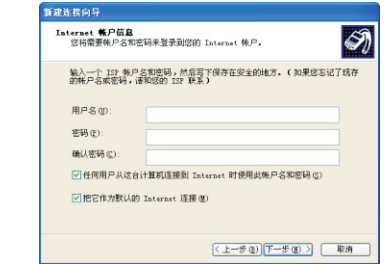 新建连接向导
Internet 帐户信息
您将需要帐户名和密码来登录到您的 Internet 帐户。
输入一个 ISP 帐户名和密码，然后写下保存在安全的地方。(如果您忘记了现存
的帐户名或密码，请和您的 ISP 联系)
用户名(U):
密码(P):
确认密码(C):
任何用户从这台计算机连接到 Internet 时使用此帐户名和密码(S)
把它作为默认的 Internet 连接(M)
<上一步(B) 下一步(N)> 取消